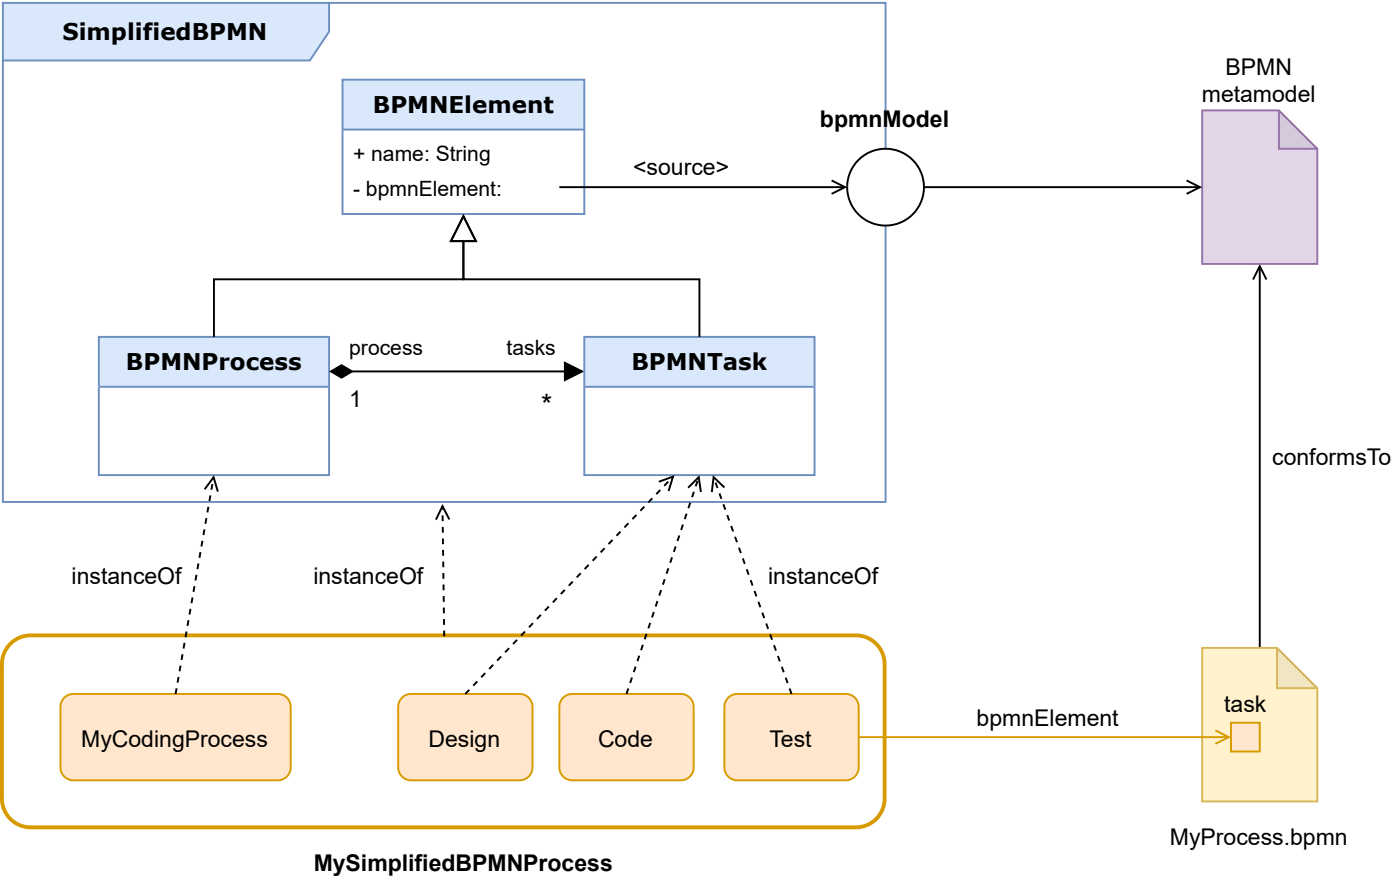 SimplifiedBPMN
BPMNElement
+ name: String
- bpmnElement:
<source>
bpmnModel
BPMN
metamodel
BPMNProcess
process
tasks
1
*
BPMNTask
conformsTo
instanceOf
instanceOf
instanceOf
MyCodingProcess
Design
Code
Test
bpmnElement
task
MyProcess.bpmn
MySimplifiedBPMNProcess